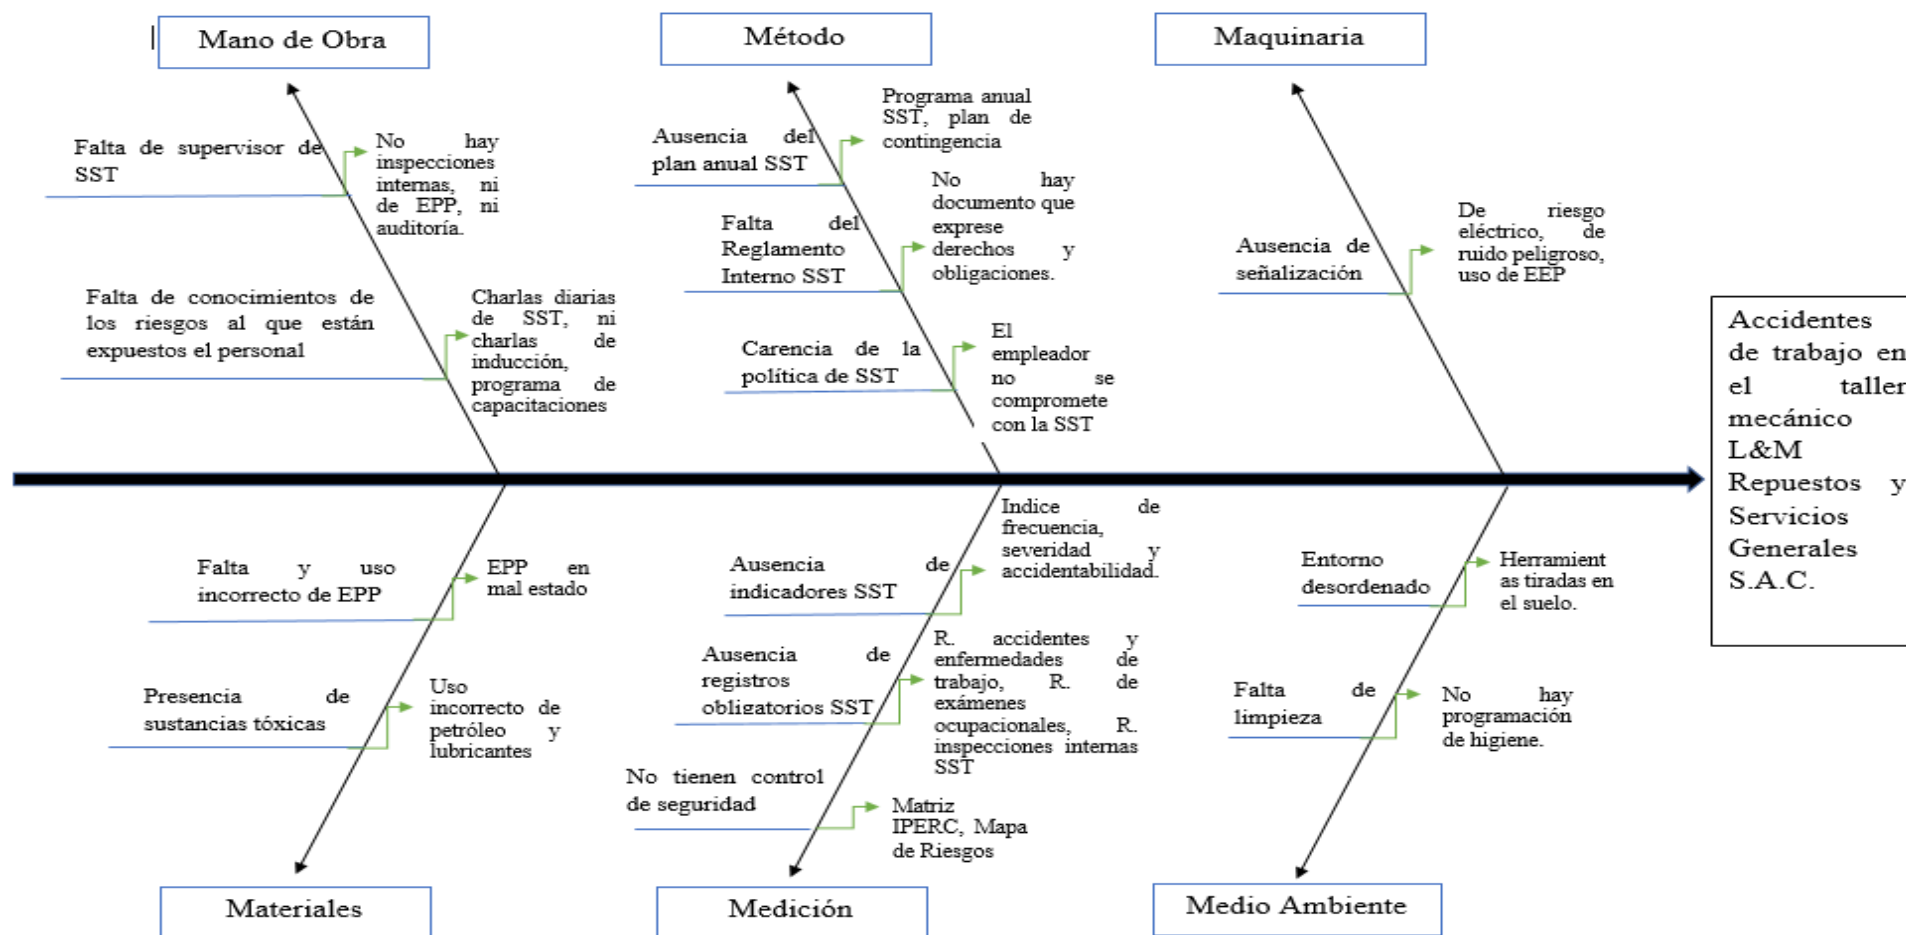 Mano de Obra
Método
Maquinaria
Falta de supervisor de
SST
No hay
inspecciones
internas, ni
de EPP, ni
auditoría.
Falta de conocimientos de
los riesgos al que están
expuestos el personal
Charlas diarias
de SST, ni
charlas de
inducción,
programa de
capacitaciones
Ausencia del
plan anual SST
Programa anual
SST, plan de
contingencia
Falta del
Reglamento
Interno SST
No hay
documento que
exprese
derechos y
obligaciones.
Carencia de la
política de SST
El
empleador
no se
compromete
con la SST
Ausencia de
señalización
De riesgo
eléctrico, de
ruido peligroso,
uso de EEP
Accidentes
de trabajo en
el taller
mecánico
L&M
Repuestos y
Servicios
Generales
S.A.C.
Falta y uso
incorrecto de EPP
EPP en
mal estado
Presencia de
sustancias tóxicas
Uso
incorrecto de
petróleo y
lubricantes
Ausencia de
indicadores SST
Indice de
frecuencia,
severidad y
accidentabilidad.
Ausencia de
registros
obligatorios SST
R. accidentes y
enfermedades de
trabajo, R. de
exámenes
ocupacionales, R.
inspecciones internas
SST
No tienen control
de seguridad
Matriz
IPERC, Mapa
de Riesgos
Entorno
desordenado
Herramient
as tiradas en
el suelo.
Falta de
limpieza
No hay
programación
de higiene.
Materiales
Medición
Medio Ambiente